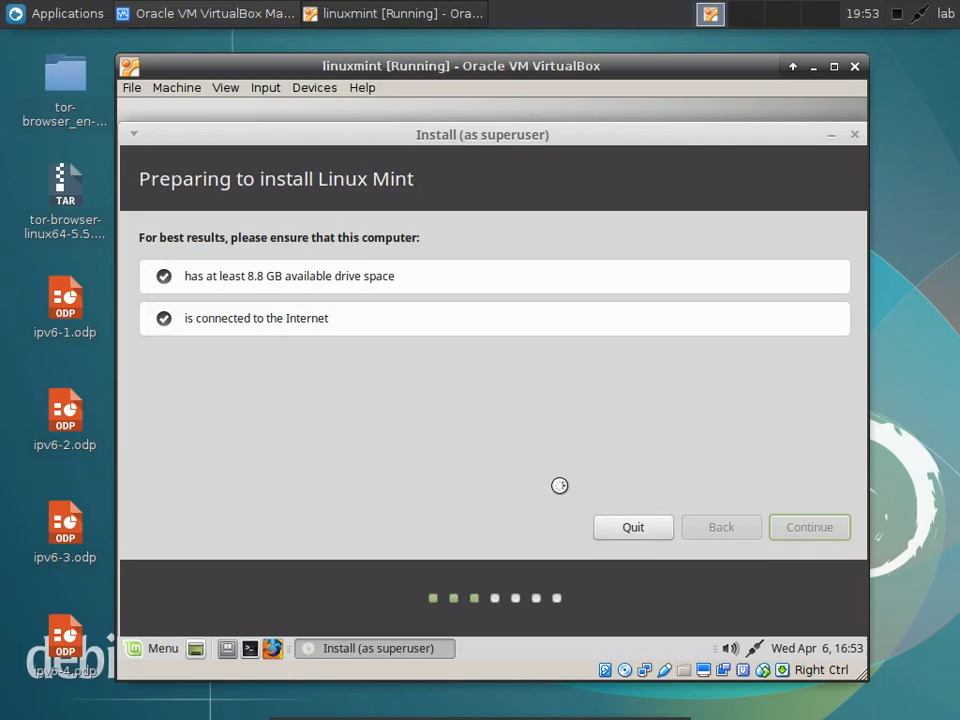 Applications
Oracle VM VirtualBox Ma...
linuxmint [Running] - Ora...
19:53
lab
tor-
browser_en-...
TAR
tor-browser-
linux64-5.5....
ODP
ipv6-1.odp
ODP
ipv6-2.odp
ODP
ipv6-3.odp
ODP
ipv6-4.odp
debi
linuxmint [Running] - Oracle VM VirtualBox
File Machine View Input Devices Help
Install (as superuser)
Preparing to install Linux Mint
For best results, please ensure that this computer:
has at least 8.8 GB available drive space
is connected to the Internet
Quit
Back
Continue
Menu
Install (as superuser)
Wed Apr 6, 16:53
Right Ctrl